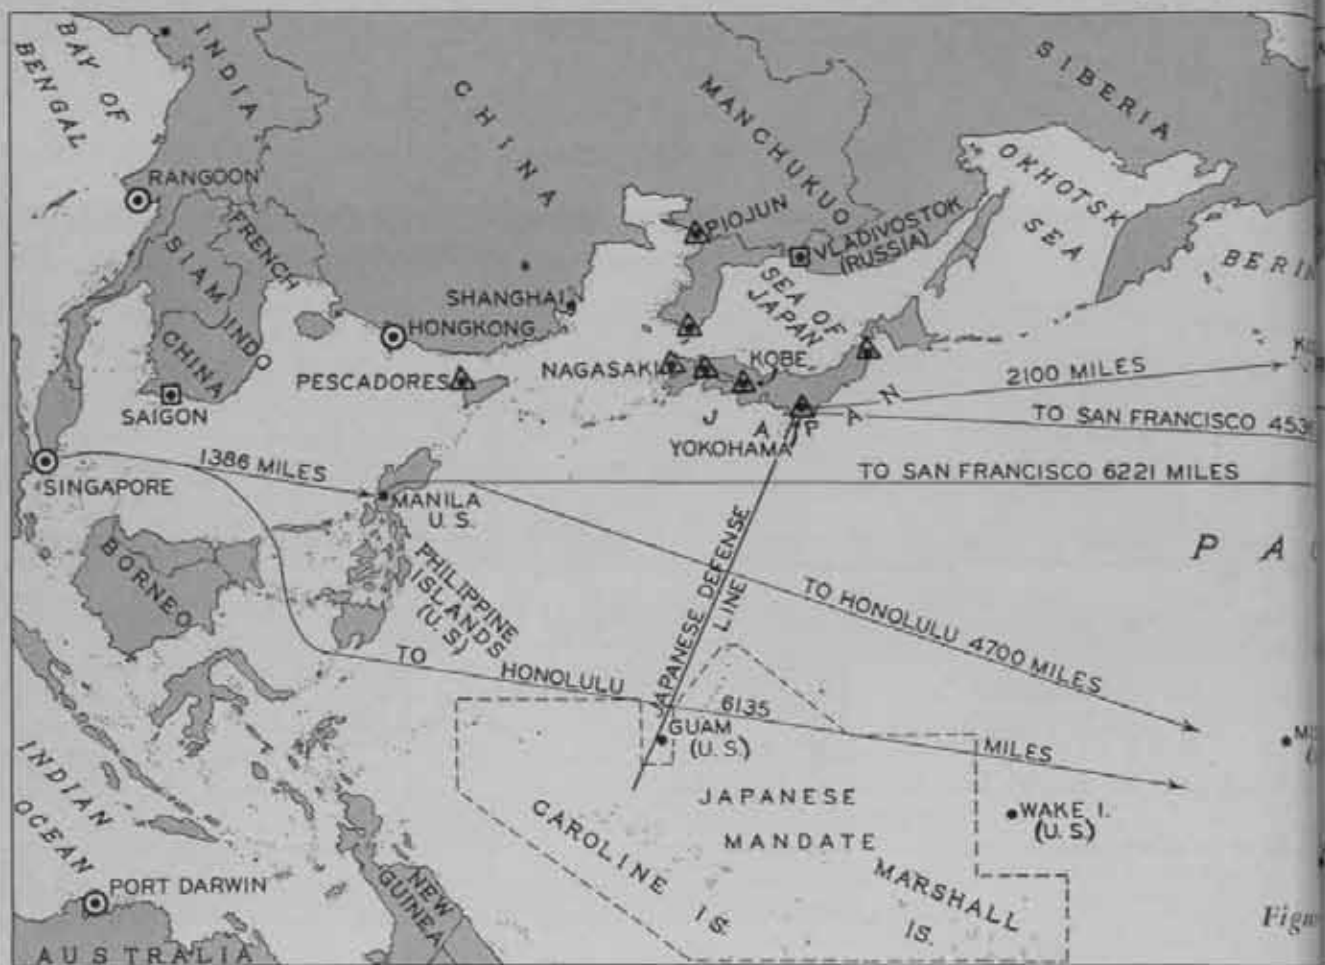 BAY OF
BENGAL
INDIA
CHINA
MANCHUKUO
SIBERIA
OKHOTSK
SEA
RANGOON
SIAM
FRENCH
IND
O
CHINA
SAIGON
SHANGHAI
HONGKONG
PESCADORES
PIOJUN
VLADIVOSTOK
(RUSSIA)
SEA OF
JAPAN
NAGASAKI
KOBE
JAPAN
YOKOHAMA
2100 MILES
TO SAN FRANCISCO
TO SAN FRANCISCO 6221 MILES
SINGAPORE
1386 MILES
MANILA
U.S.
PHILIPPINE
ISLANDS
(U.S.)
BORNEO
JAPANESE DEFENSE
LINE
TO HONOLULU 4700 MILES
TO HONOLULU 6135 MILES
GUAM
(U.S.)
JAPANESE
MANDATE
WAKE I.
(U.S.)
CAROLINE IS.
MARSHALL
IS.
INDIAN
OCEAN
PORT DARWIN
NEW
GUINEA
AUSTRALIA